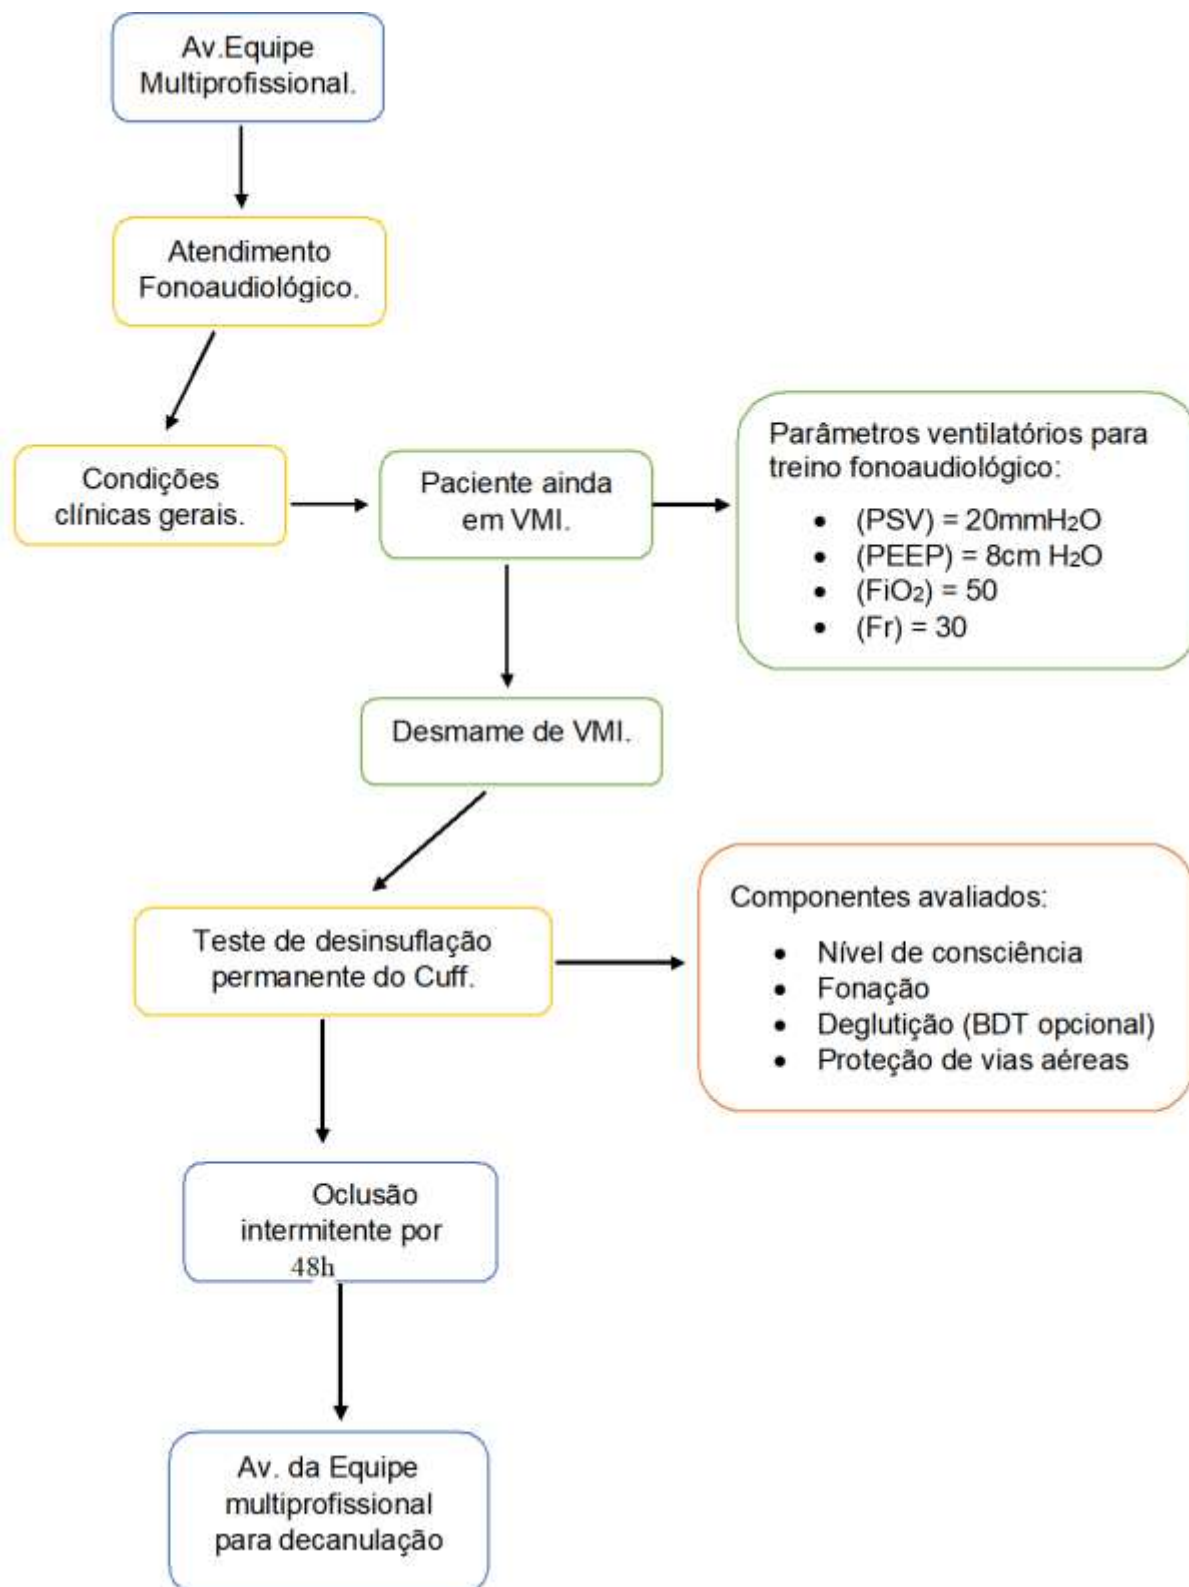 Av.Equipe
Multiprofissional.
Atendimento
Fonoaudiológico.
Condições
clínicas gerais.
Paciente ainda
em VMI.
Parâmetros ventilatórios para
treino fonoaudiológico:
• (PSV) = 20mmH₂O
• (PEEP) = 8cm H₂O
• (FiO₂) = 50
• (Fr) = 30
Desmame de VMI.
Teste de desinsuflação
permanente do Cuff.
Componentes avaliados:
• Nível de consciência
• Fonação
• Deglutição (BDT opcional)
• Proteção de vias aéreas
Oclusão
intermitente por
48h
Av. da Equipe
multiprofissional
para decanulação